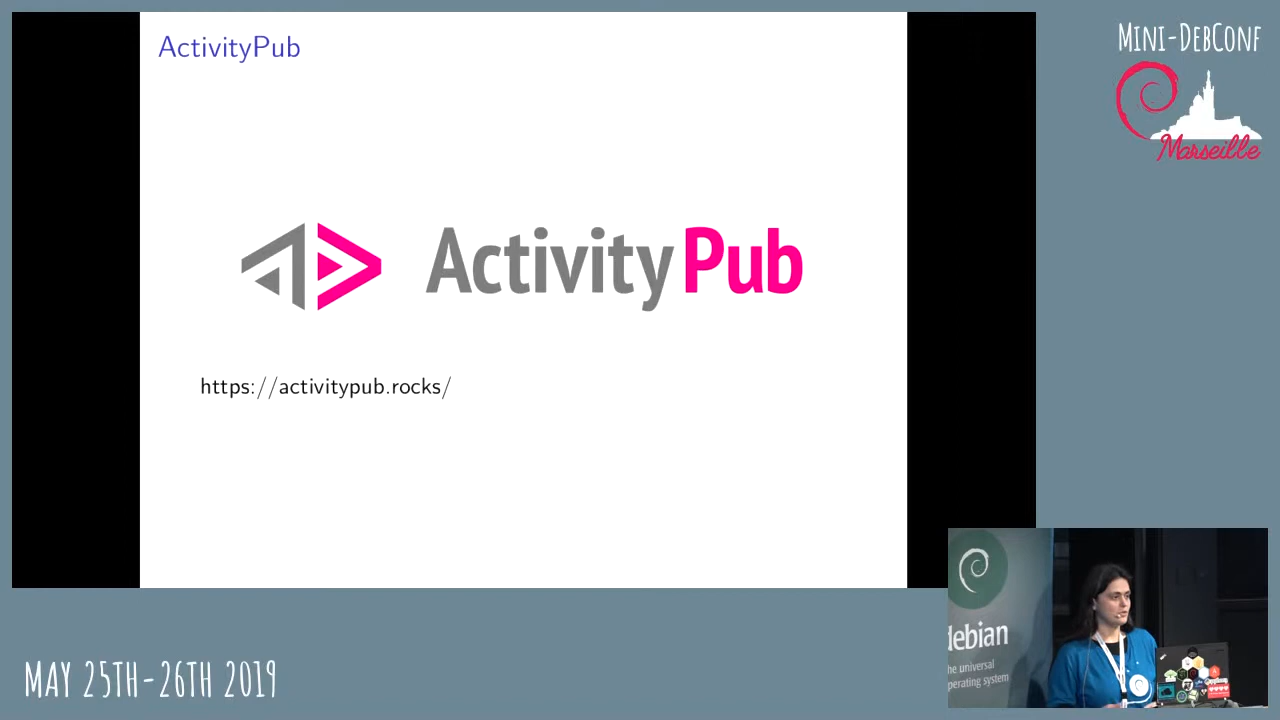 ActivityPub
ActivityPub
https://activitypub.rocks/
MINI-DEBCONF
Marseille
debian
the universal
operating system
MAY 25TH-26TH 2019